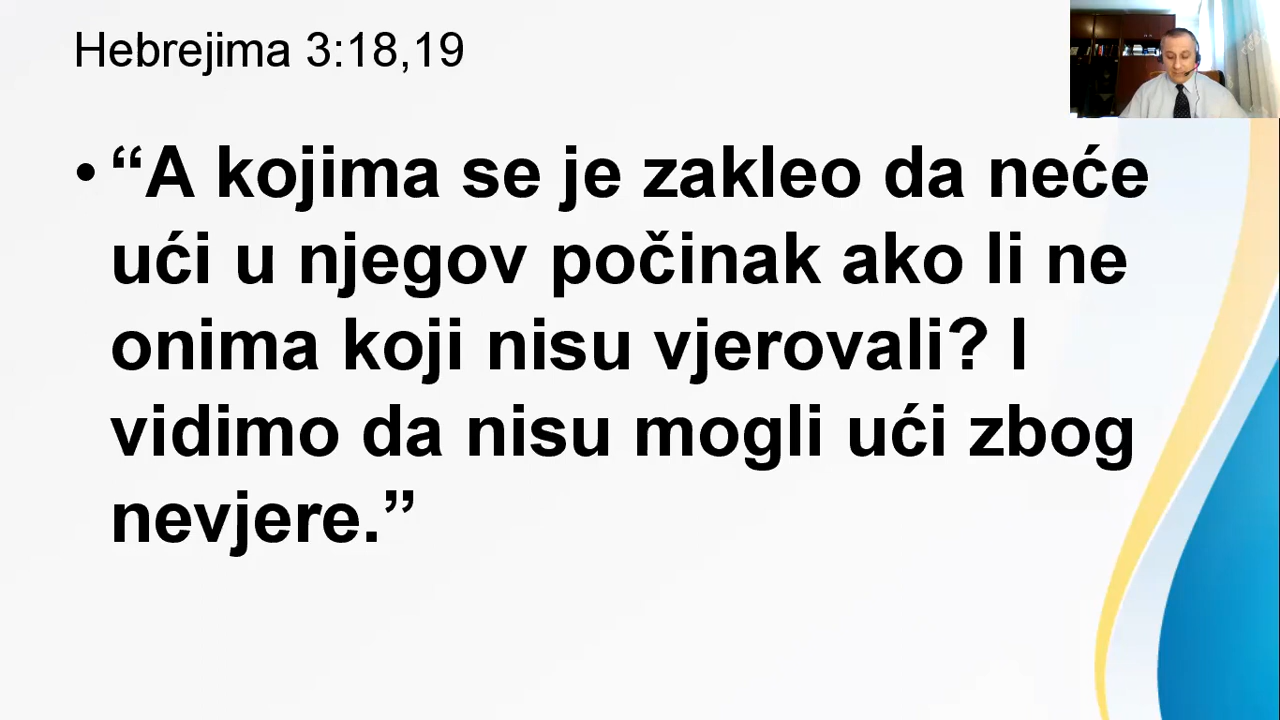 Hebrejima 3:18,19
• “A kojima se je zakleo da neće
ući u njegov počinak ako li ne
onima koji nisu vjerovali? I
vidimo da nisu mogli ući zbog
nevjere.”